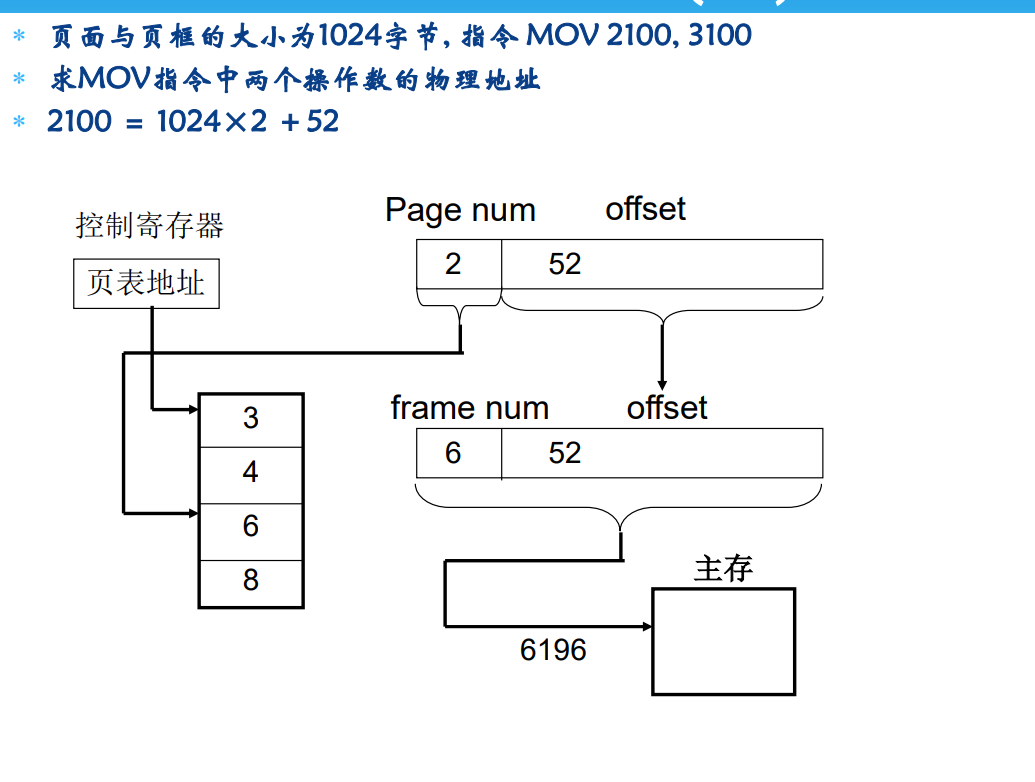 * 页面与页框的大小为1024字节, 指令 MOV 2100, 3100
* 求MOV指令中两个操作数的物理地址
* 2100 = 1024×2 + 52
Page num offset
控制寄存器
2 52
页表地址
frame num offset
3
6 52
4
6
8
主存
6196